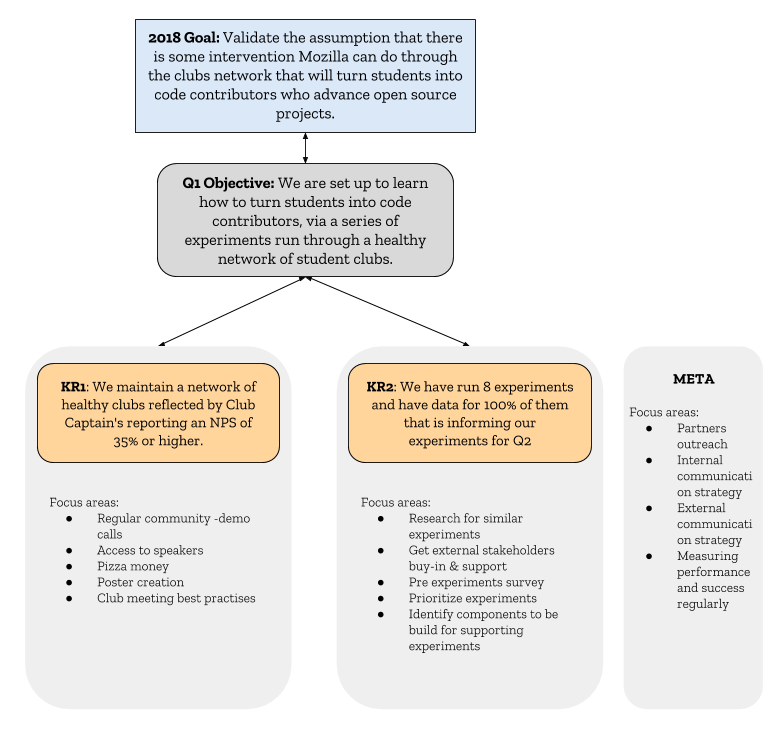 2018 Goal: Validate the assumption that there
is some intervention Mozilla can do through
the clubs network that will turn students into
code contributors who advance open source
projects.
Q1 Objective: We are set up to learn
how to turn students into code
contributors, via a series of
experiments run through a healthy
network of student clubs.
KR1: We maintain a network of
healthy clubs reflected by Club
Captain's reporting an NPS of
35% or higher.
Focus areas:
● Regular community -demo
calls
● Access to speakers
● Pizza money
● Poster creation
● Club meeting best practises
KR2: We have run 8 experiments
and have data for 100% of them
that is informing our
experiments for Q2
Focus areas:
● Research for similar
experiments
● Get external stakeholders
buy-in & support
● Pre experiments survey
● Prioritize experiments
● Identify components to be
build for supporting
experiments
META
Focus areas:
● Partners
outreach
● Internal
communicati
on strategy
● External
communicati
on strategy
● Measuring
performance
and success
regularly